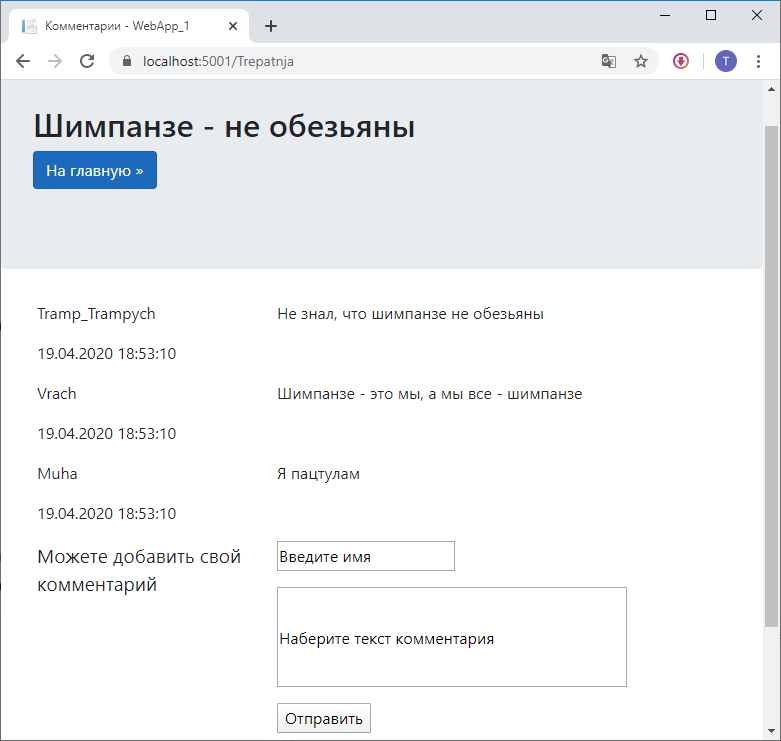 Комментарии - WebApp_1
localhost:5001/Trepatnja
T
Шимпанзе - не обезьяны
На главную »
Tramp_Trampych Не знал, что шимпанзе не обезьяны
19.04.2020 18:53:10
Vrach Шимпанзе - это мы, а мы все - шимпанзе
19.04.2020 18:53:10
Muha Я пацтулам
19.04.2020 18:53:10
Можете добавить свой
комментарий
Введите имя
Наберите текст комментария
Отправить